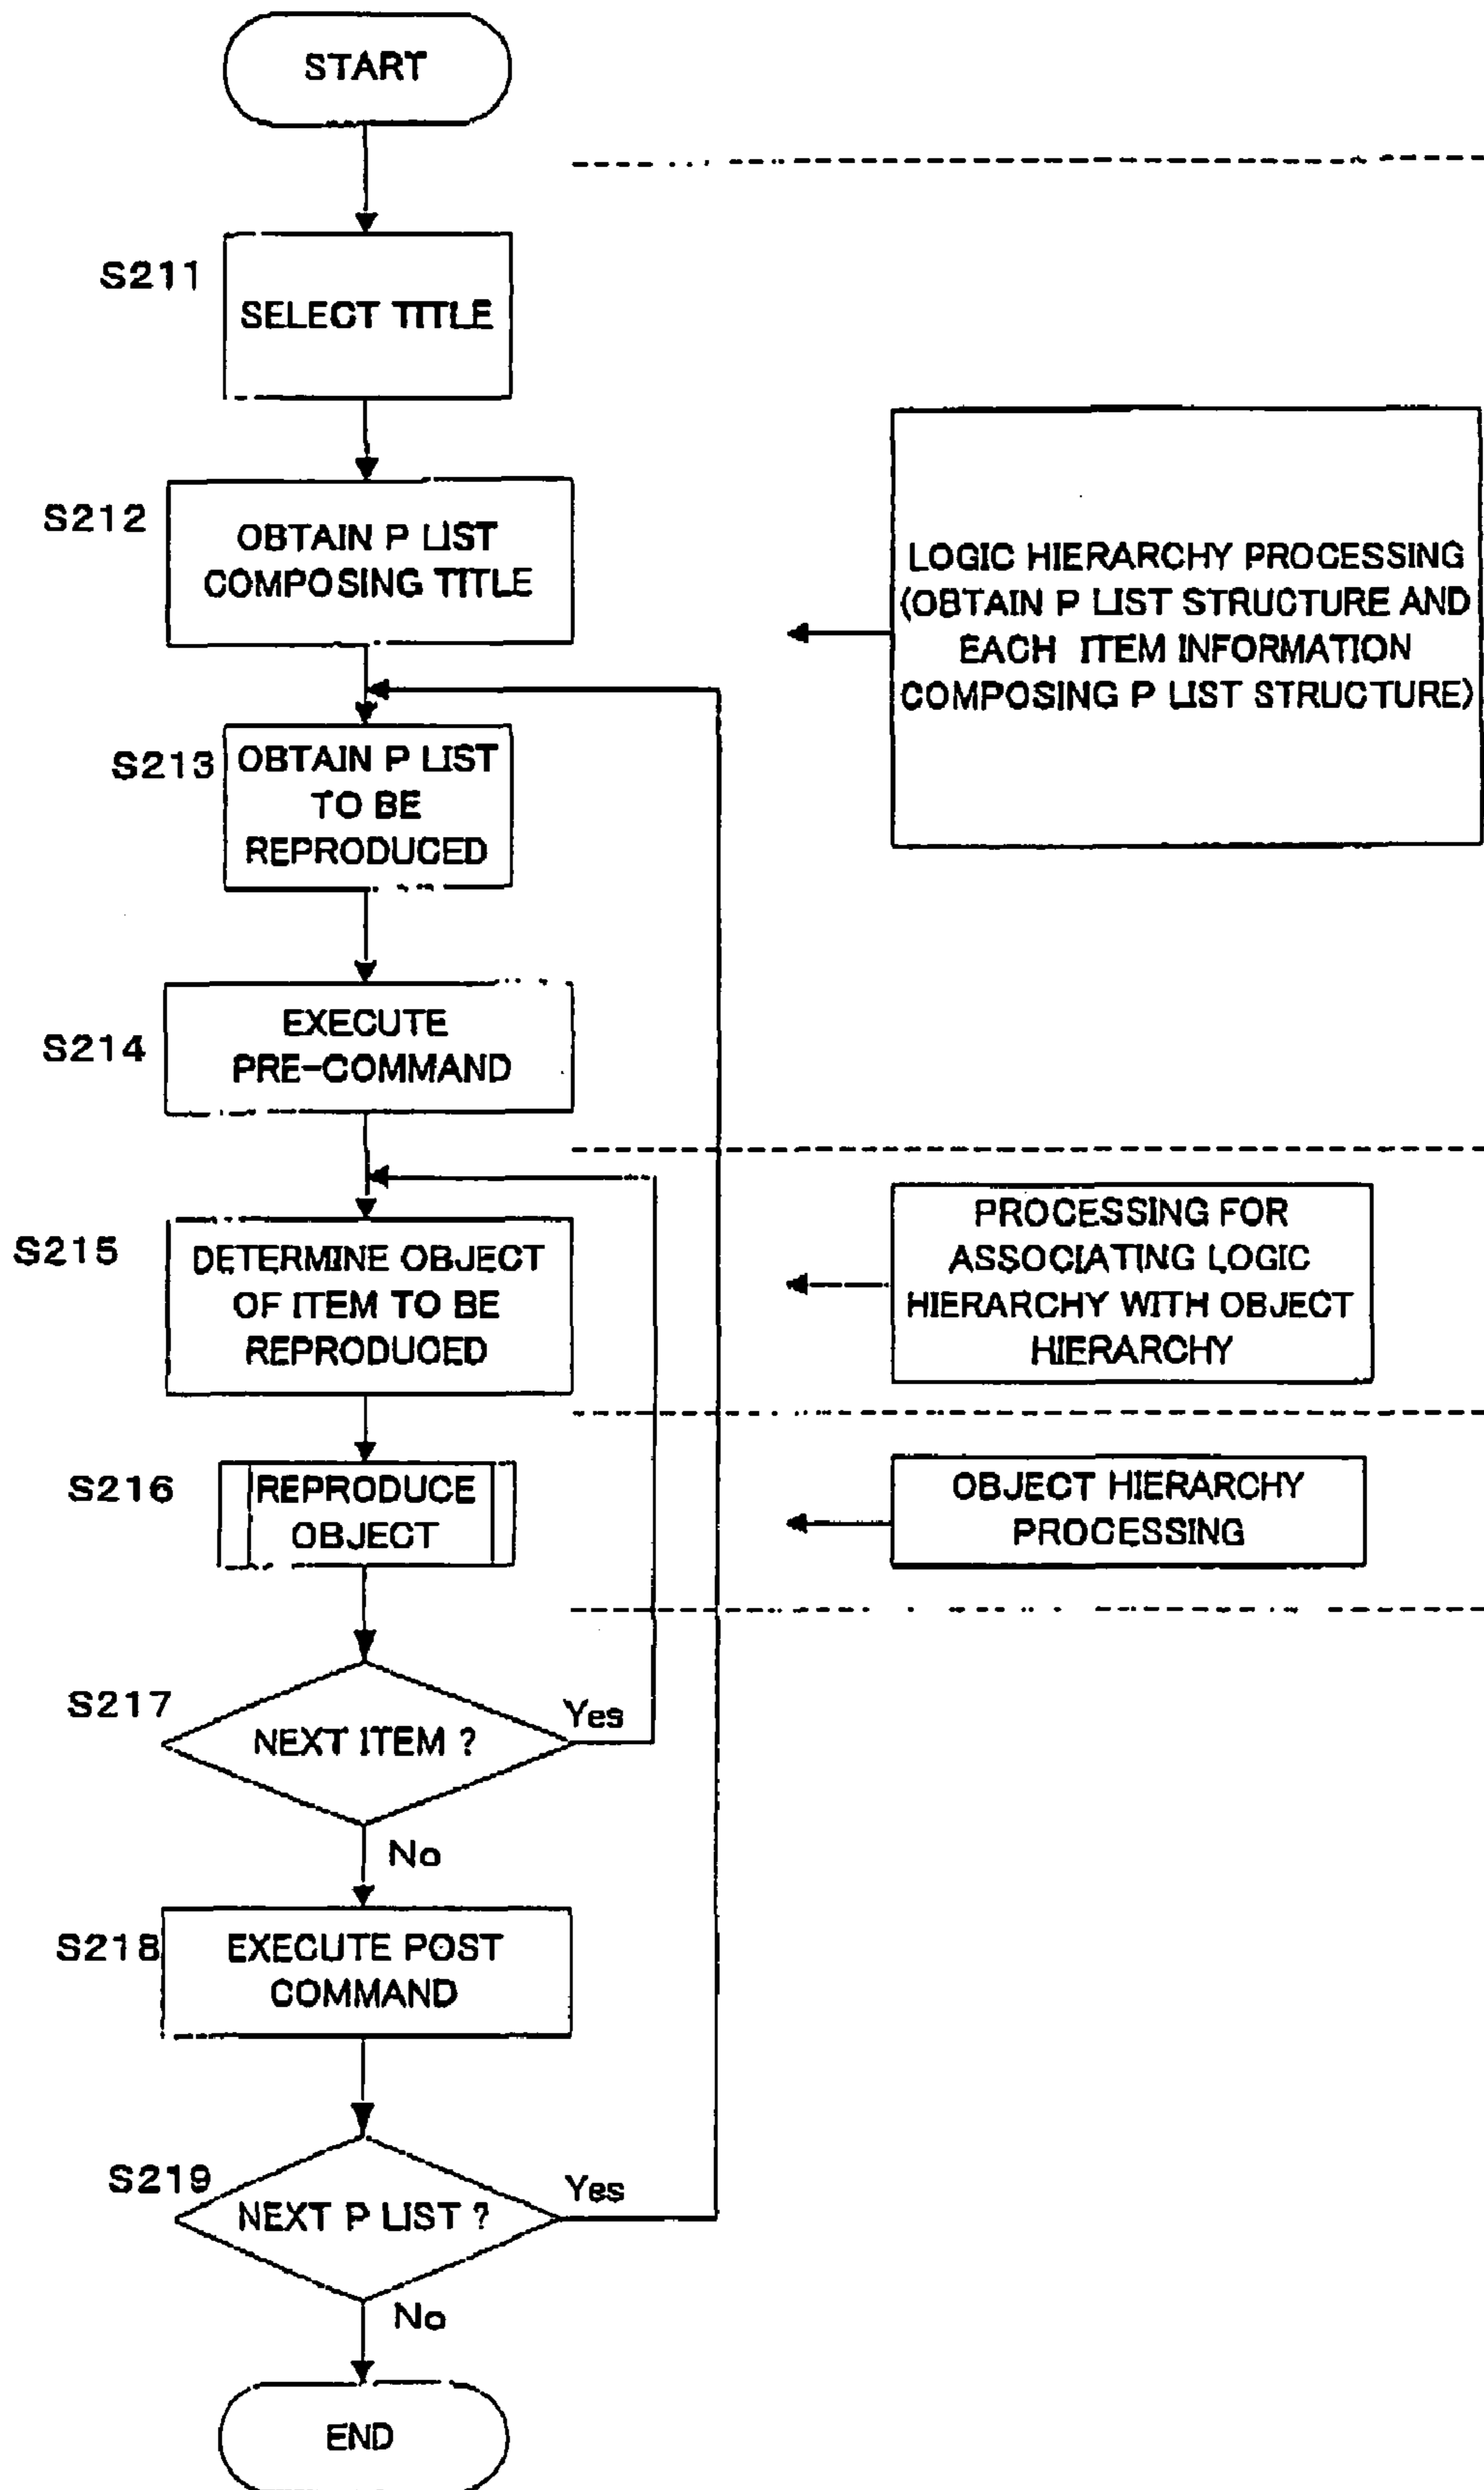 START
S211
SELECT TITLE
S212
OBTAIN P LIST
COMPOSING TITLE
LOGIC HIERARCHY PROCESSING
(OBTAIN P LIST STRUCTURE AND
EACH ITEM INFORMATION
COMPOSING P LIST STRUCTURE)
S213
OBTAIN P LIST
TO BE
REPRODUCED
S214
EXECUTE
PRE-COMMAND
S215
DETERMINE OBJECT
OF ITEM TO BE
REPRODUCED
PROCESSING FOR
ASSOCIATING LOGIC
HIERARCHY WITH OBJECT
HIERARCHY
S216
REPRODUCE
OBJECT
OBJECT HIERARCHY
PROCESSING
S217
NEXT ITEM ?
Yes
No
S218
EXECUTE POST
COMMAND
S219
NEXT P LIST ?
Yes
No
END